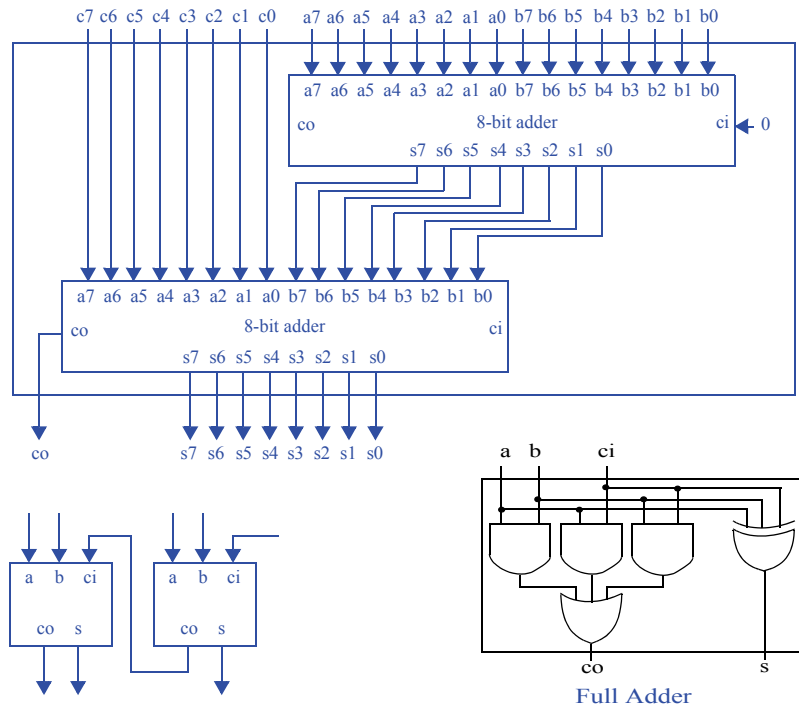 c7 c6 c5 c4 c3 c2 c1 c0 a7 a6 a5 a4 a3 a2 a1 a0 b7 b6 b5 b4 b3 b2 b1 b0
a7 a6 a5 a4 a3 a2 a1 a0 b7 b6 b5 b4 b3 b2 b1 b0
co 8-bit adder ci 0
s7 s6 s5 s4 s3 s2 s1 s0
a7 a6 a5 a4 a3 a2 a1 a0 b7 b6 b5 b4 b3 b2 b1 b0
co 8-bit adder ci
s7 s6 s5 s4 s3 s2 s1 s0
co s7 s6 s5 s4 s3 s2 s1 s0
a b ci
a b ci a b ci
co s co s
co s
Full Adder